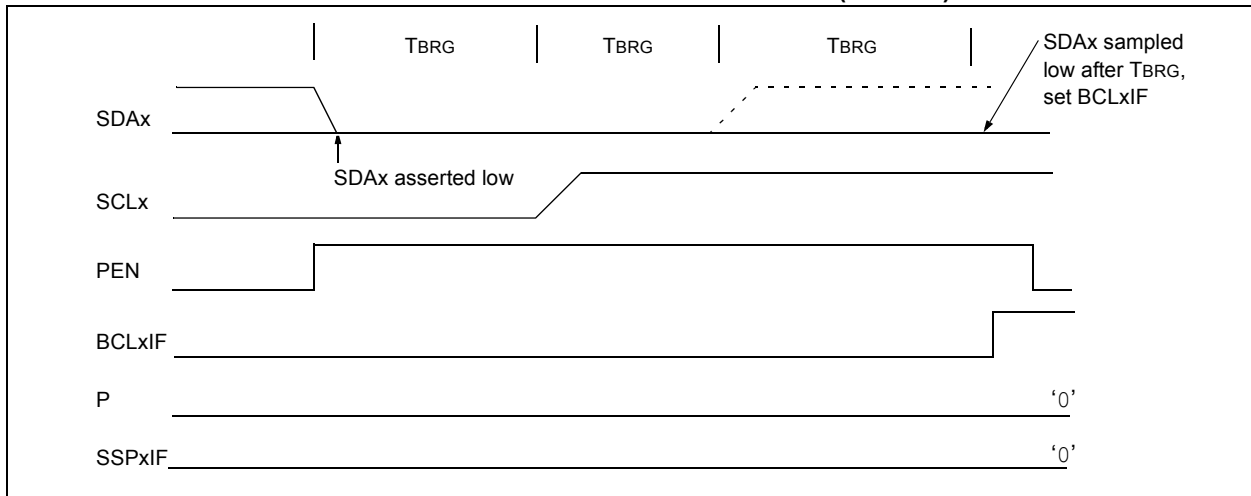 TBRG TBRG TBRG
SDAx sampled
low after TBRG,
set BCLxIF
SDAx
SDAx asserted low
SCLx
PEN
BCLxIF
P
‘0’
SSPxIF
‘0’